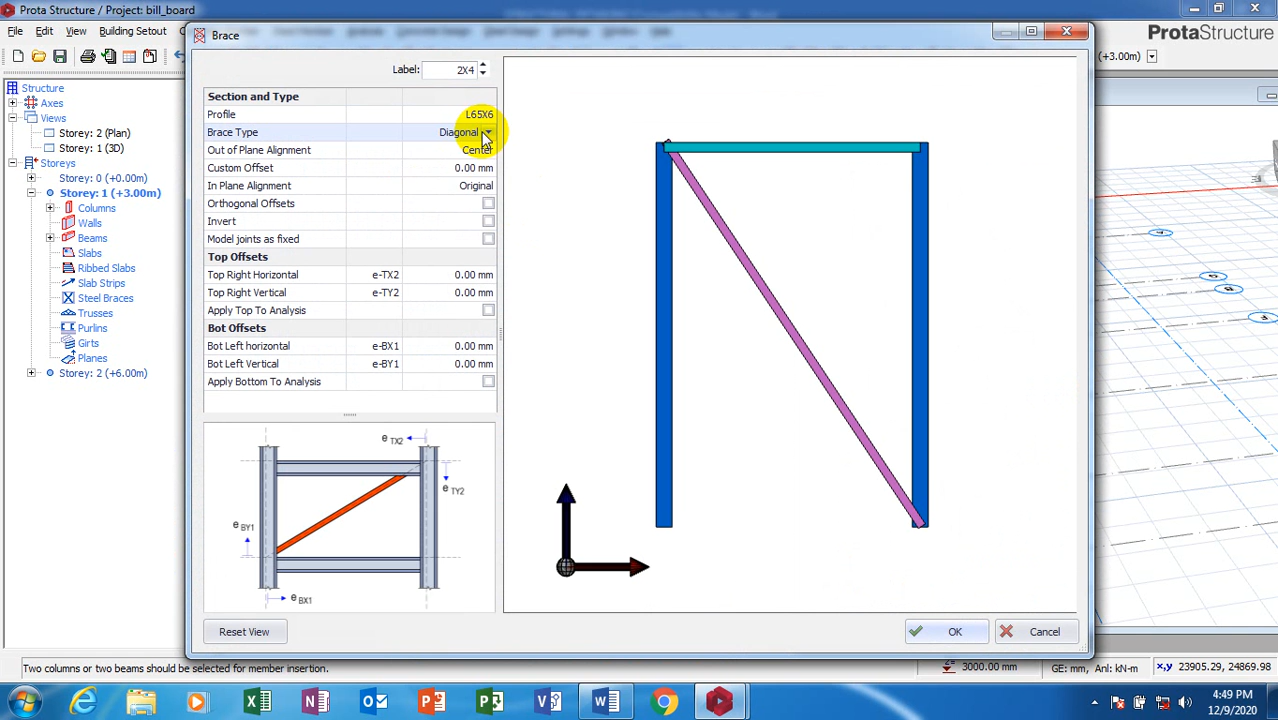 Prota Structure / Project: bill_board
File Edit View Building Setout
ProtaStructure
(+3.00m)
Brace
Label: 2X4
Section and Type
Profile L65X6
Brace Type Diagonal
Out of Plane Alignment Center
Custom Offset 0.00 mm
In Plane Alignment Original
Orthogonal Offsets
Invert
Model joints as fixed
Top Offsets
Top Right Horizontal e-TX2 0.00 mm
Top Right Vertical e-TY2 0.00 mm
Apply Top To Analysis
Bot Offsets
Bot Left horizontal e-BX1 0.00 mm
Bot Left Vertical e-BY1 0.00 mm
Apply Bottom To Analysis
e TX2
e TY2
e BY1
e BX1
Reset View
OK
Cancel
Structure
Axes
Views
Storey: 2 (Plan)
Storey: 1 (3D)
Storeys
Storey: 0 (+0.00m)
Storey: 1 (+3.00m)
Columns
Walls
Beams
Slabs
Ribbed Slabs
Slab Strips
Steel Braces
Trusses
Purlins
Girts
Planes
Storey: 2 (+6.00m)
Two columns or two beams should be selected for member insertion.
3000.00 mm
GE: mm, Anl: kN-m
x,y 23905.29, 24869.98
4:49 PM
12/9/2020